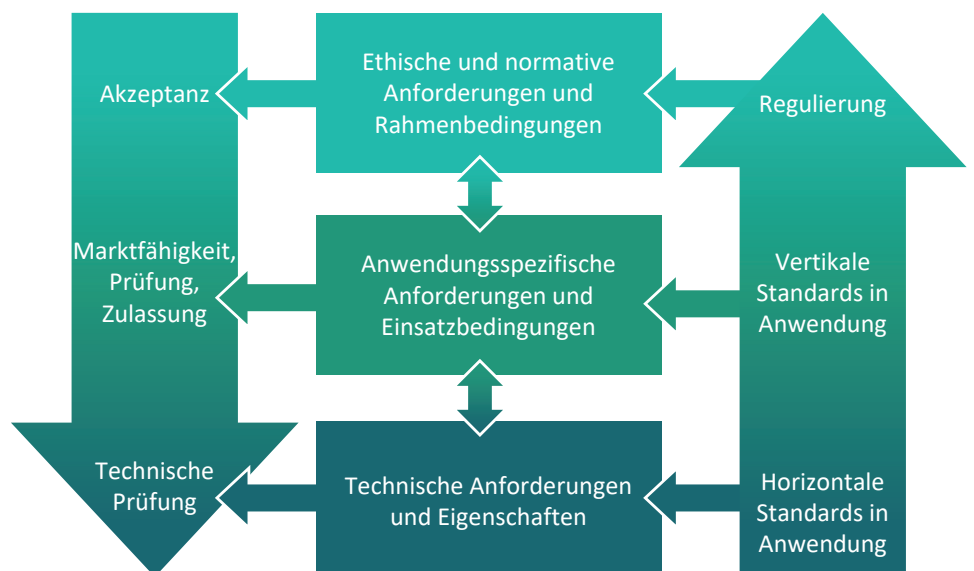 Akzeptanz
Ethische und normative
Anforderungen und
Rahmenbedingungen
Regulierung
Marktfähigkeit,
Prüfung,
Zulassung
Anwendungsspezifische
Anforderungen und
Einsatzbedingungen
Vertikale
Standards in
Anwendung
Technische
Prüfung
Technische Anforderungen
und Eigenschaften
Horizontale
Standards in
Anwendung